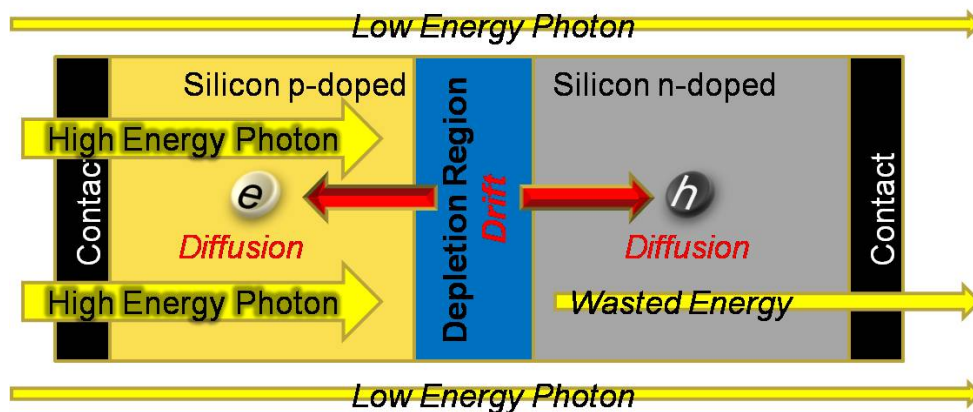 Low Energy Photon
Silicon p-doped
Silicon n-doped
High Energy Photon
Contact
e
Diffusion
Depletion Region
Drift
h
Diffusion
Contact
High Energy Photon
Wasted Energy
Low Energy Photon